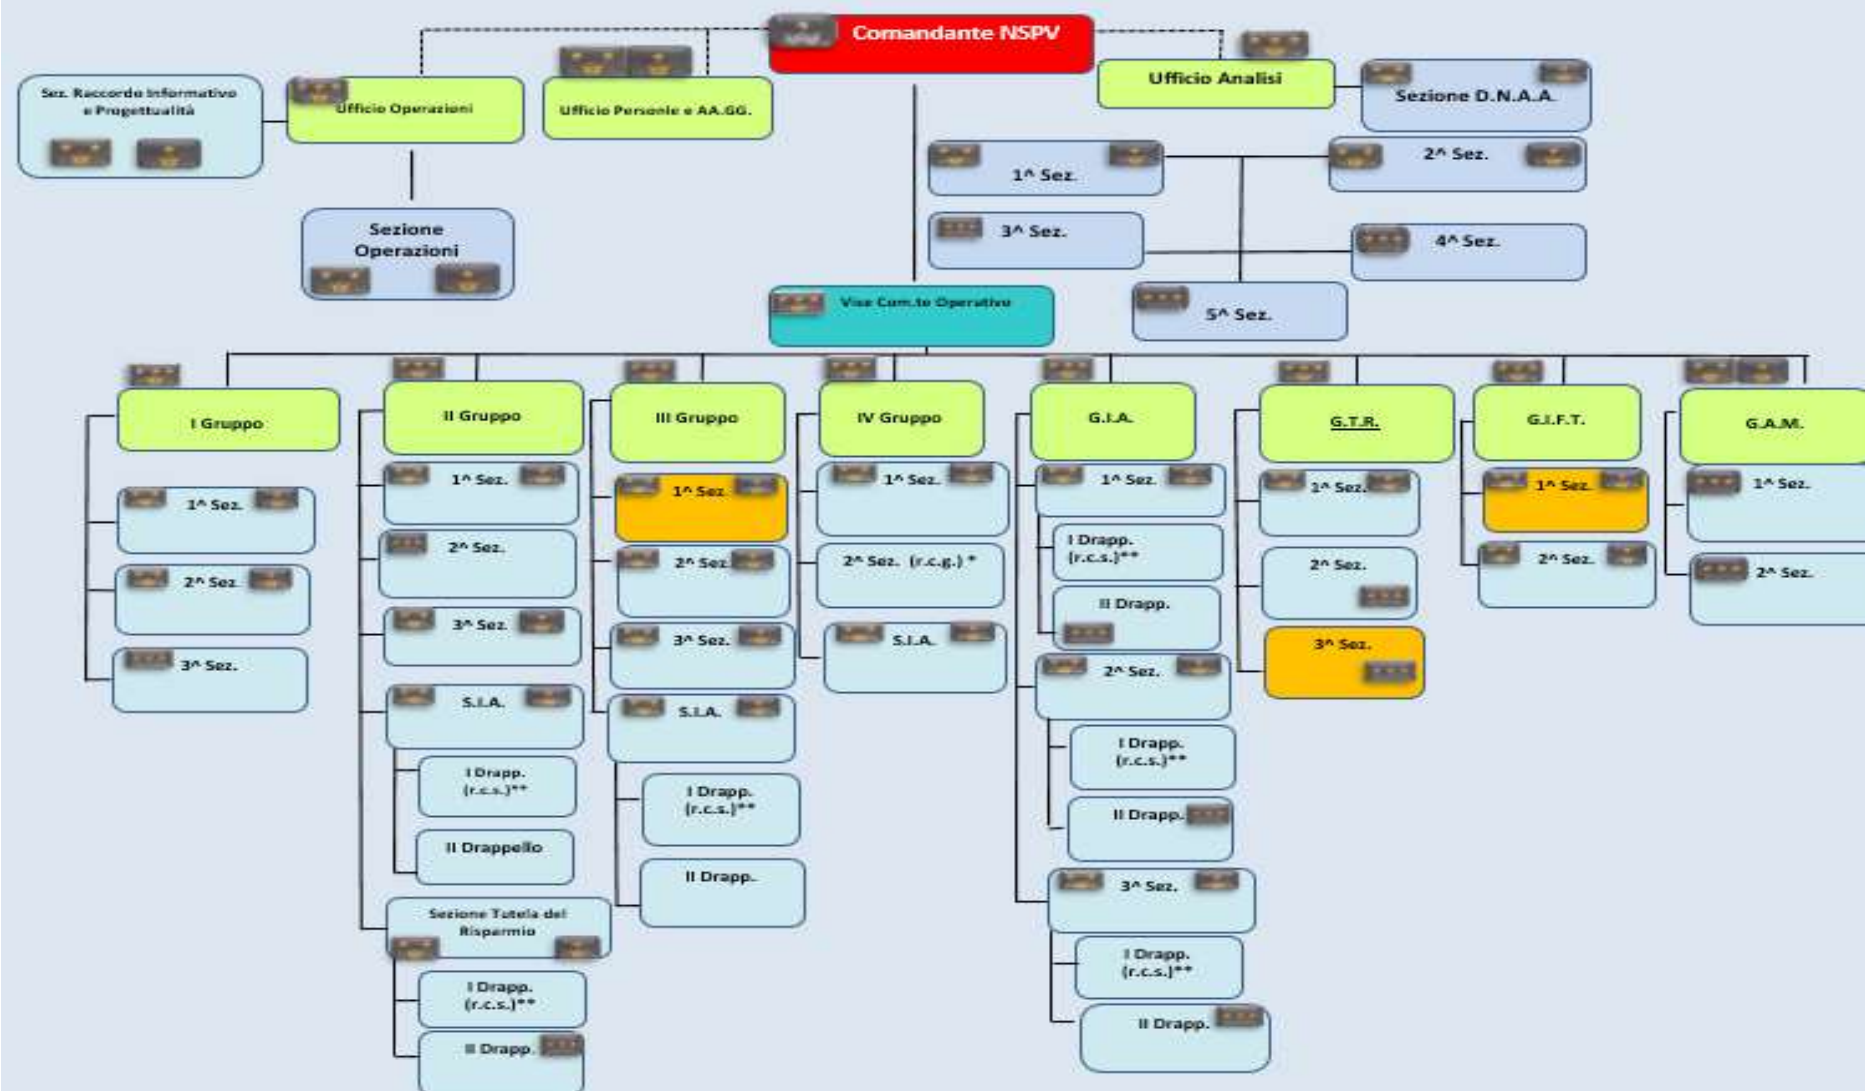 Comandante NSPV
Ufficio Analisi
Sez. Raccordo Informativo
e Progettualità
Ufficio Operazioni
Ufficio Personle e AA.GG.
Sezione D.N.A.A.
1^ Sez.
2^ Sez.
3^ Sez.
4^ Sez.
5^ Sez.
Sezione
Operazioni
Vise Com.te Operativo
I Gruppo
1^ Sez.
2^ Sez.
3^ Sez.
II Gruppo
1^ Sez.
2^ Sez.
3^ Sez.
S.I.A.
I Drapp.
(r.c.s.)**
II Drappello
Sezione Tutela del
Risparmio
I Drapp.
(r.c.s.)**
II Drapp.
III Gruppo
1^ Sez.
2^ Sez.
3^ Sez.
S.I.A.
I Drapp.
(r.c.s.)**
II Drapp.
IV Gruppo
1^ Sez.
2^ Sez. (r.c.g.) *
S.I.A.
G.I.A.
1^ Sez.
I Drapp.
(r.c.s.)**
II Drapp.
2^ Sez.
I Drapp.
(r.c.s.)**
II Drapp.
3^ Sez.
I Drapp.
(r.c.s.)**
II Drapp.
G.T.R.
1^ Sez.
2^ Sez.
3^ Sez.
G.I.F.T.
1^ Sez.
2^ Sez.
G.A.M.
1^ Sez.
2^ Sez.